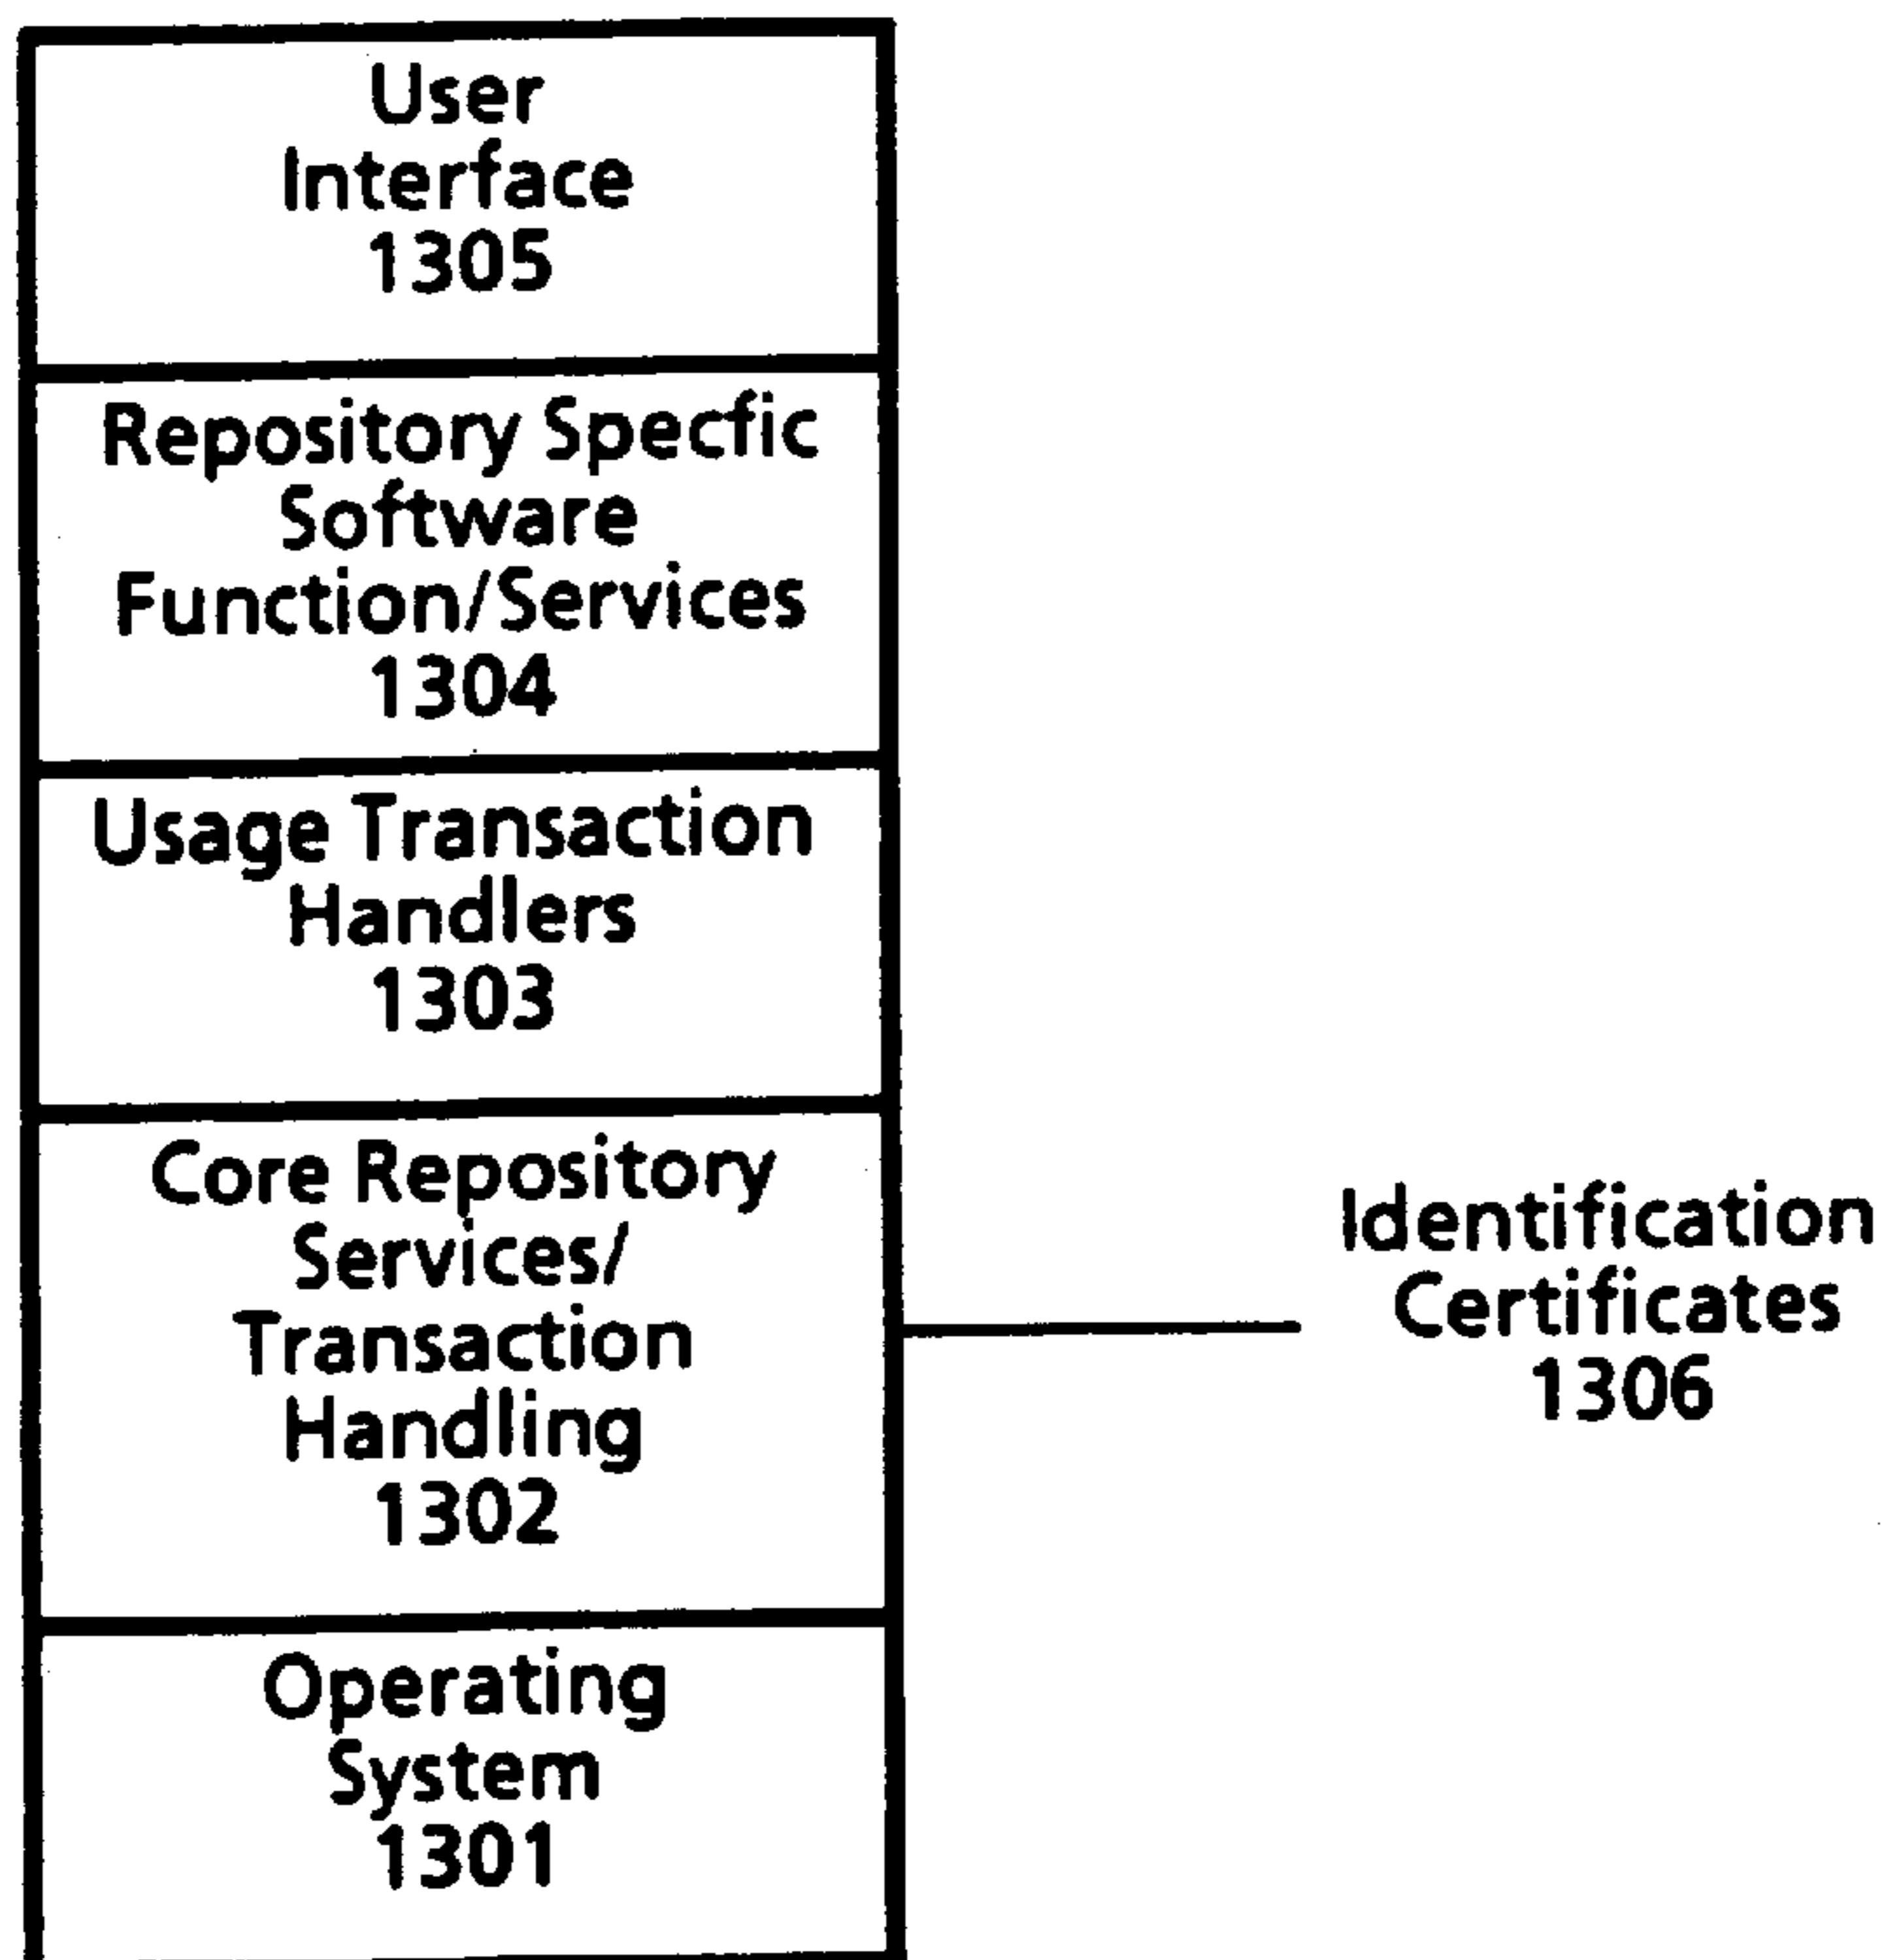 User
Interface
1305
Repository Specfic
Software
Function/Services
1304
Usage Transaction
Handlers
1303
Core Repository
Services/
Transaction
Handling
1302
Identification
Certificates
1306
Operating
System
1301